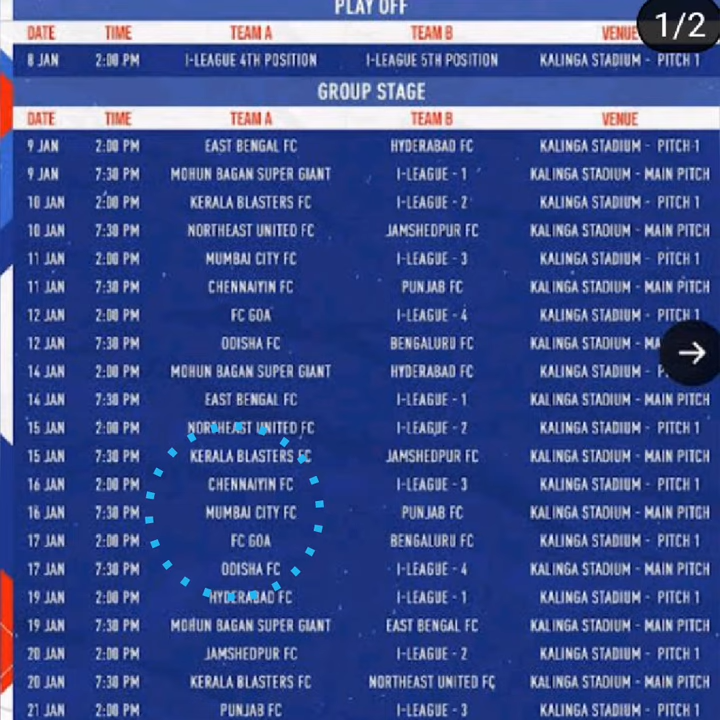 PLAY OFF
1/2
DATE TIME TEAM A TEAM B VENUE
8 JAN 2:00 PM I-LEAGUE 4TH POSITION I-LEAGUE 5TH POSITION KALINGA STADIUM - PITCH 1
GROUP STAGE
DATE TIME TEAM A TEAM B VENUE
9 JAN 2:00 PM EAST BENGAL FC HYDERABAD FC KALINGA STADIUM - PITCH 1
9 JAN 7:30 PM MOHUN BAGAN SUPER GIANT I-LEAGUE - 1 KALINGA STADIUM - MAIN PITCH
10 JAN 2:00 PM KERALA BLASTERS FC I-LEAGUE - 2 KALINGA STADIUM - PITCH 1
10 JAN 7:30 PM NORTHEAST UNITED FC JAMSHEDPUR FC KALINGA STADIUM - MAIN PITCH
11 JAN 2:00 PM MUMBAI CITY FC I-LEAGUE - 3 KALINGA STADIUM - PITCH 1
11 JAN 7:30 PM CHENNAIYIN FC PUNJAB FC KALINGA STADIUM - MAIN PITCH
12 JAN 2:00 PM FC GOA I-LEAGUE - 4 KALINGA STADIUM - PITCH 1
12 JAN 7:30 PM ODISHA FC BENGALURU FC KALINGA STADIUM - MA
14 JAN 2:00 PM MOHUN BAGAN SUPER GIANT HYDERABAD FC KALINGA STADIUM - P
14 JAN 7:30 PM EAST BENGAL FC I-LEAGUE - 1 KALINGA STADIUM - MAIN PITCH
15 JAN 2:00 PM NORTHEAST UNITED FC I-LEAGUE - 2 KALINGA STADIUM - PITCH 1
15 JAN 7:30 PM KERALA BLASTERS FC JAMSHEDPUR FC KALINGA STADIUM - MAIN PITCH
16 JAN 2:00 PM CHENNAIYIN FC I-LEAGUE - 3 KALINGA STADIUM - PITCH 1
16 JAN 7:30 PM MUMBAI CITY FC PUNJAB FC KALINGA STADIUM - MAIN PITCH
17 JAN 2:00 PM FC GOA BENGALURU FC KALINGA STADIUM - PITCH 1
17 JAN 7:30 PM ODISHA FC I-LEAGUE - 4 KALINGA STADIUM - MAIN PITCH
19 JAN 2:00 PM HYDERABAD FC I-LEAGUE - 1 KALINGA STADIUM - PITCH 1
19 JAN 7:30 PM MOHUN BAGAN SUPER GIANT EAST BENGAL FC KALINGA STADIUM - MAIN PITCH
20 JAN 2:00 PM JAMSHEDPUR FC I-LEAGUE - 2 KALINGA STADIUM - PITCH 1
20 JAN 7:30 PM KERALA BLASTERS FC NORTHEAST UNITED FC KALINGA STADIUM - MAIN PITCH
21 JAN 2:00 PM PUNJAB FC I-LEAGUE - 3 KALINGA STADIUM - PITCH 1